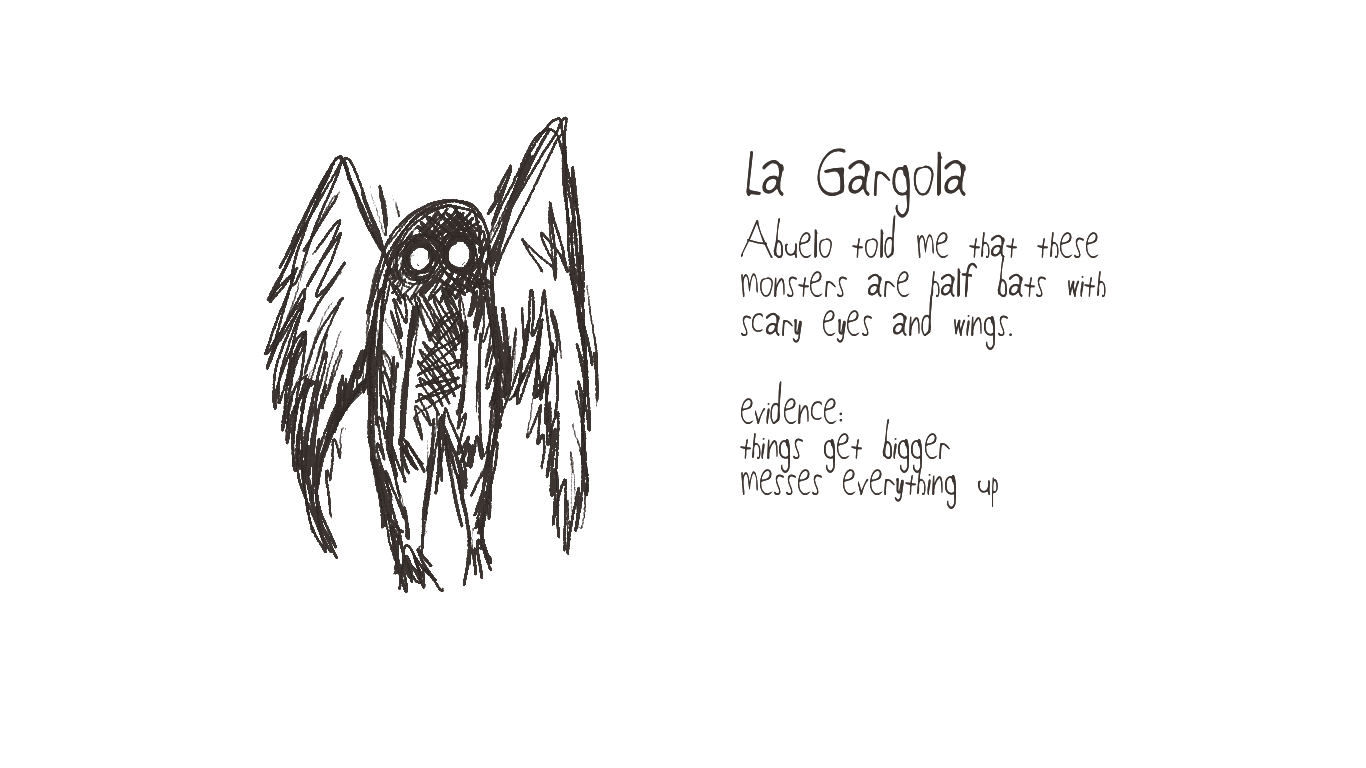 La Gargola
Abuelo told me that these
monsters are half bats with
scary eyes and wings.
evidence:
things get bigger
messes everything up